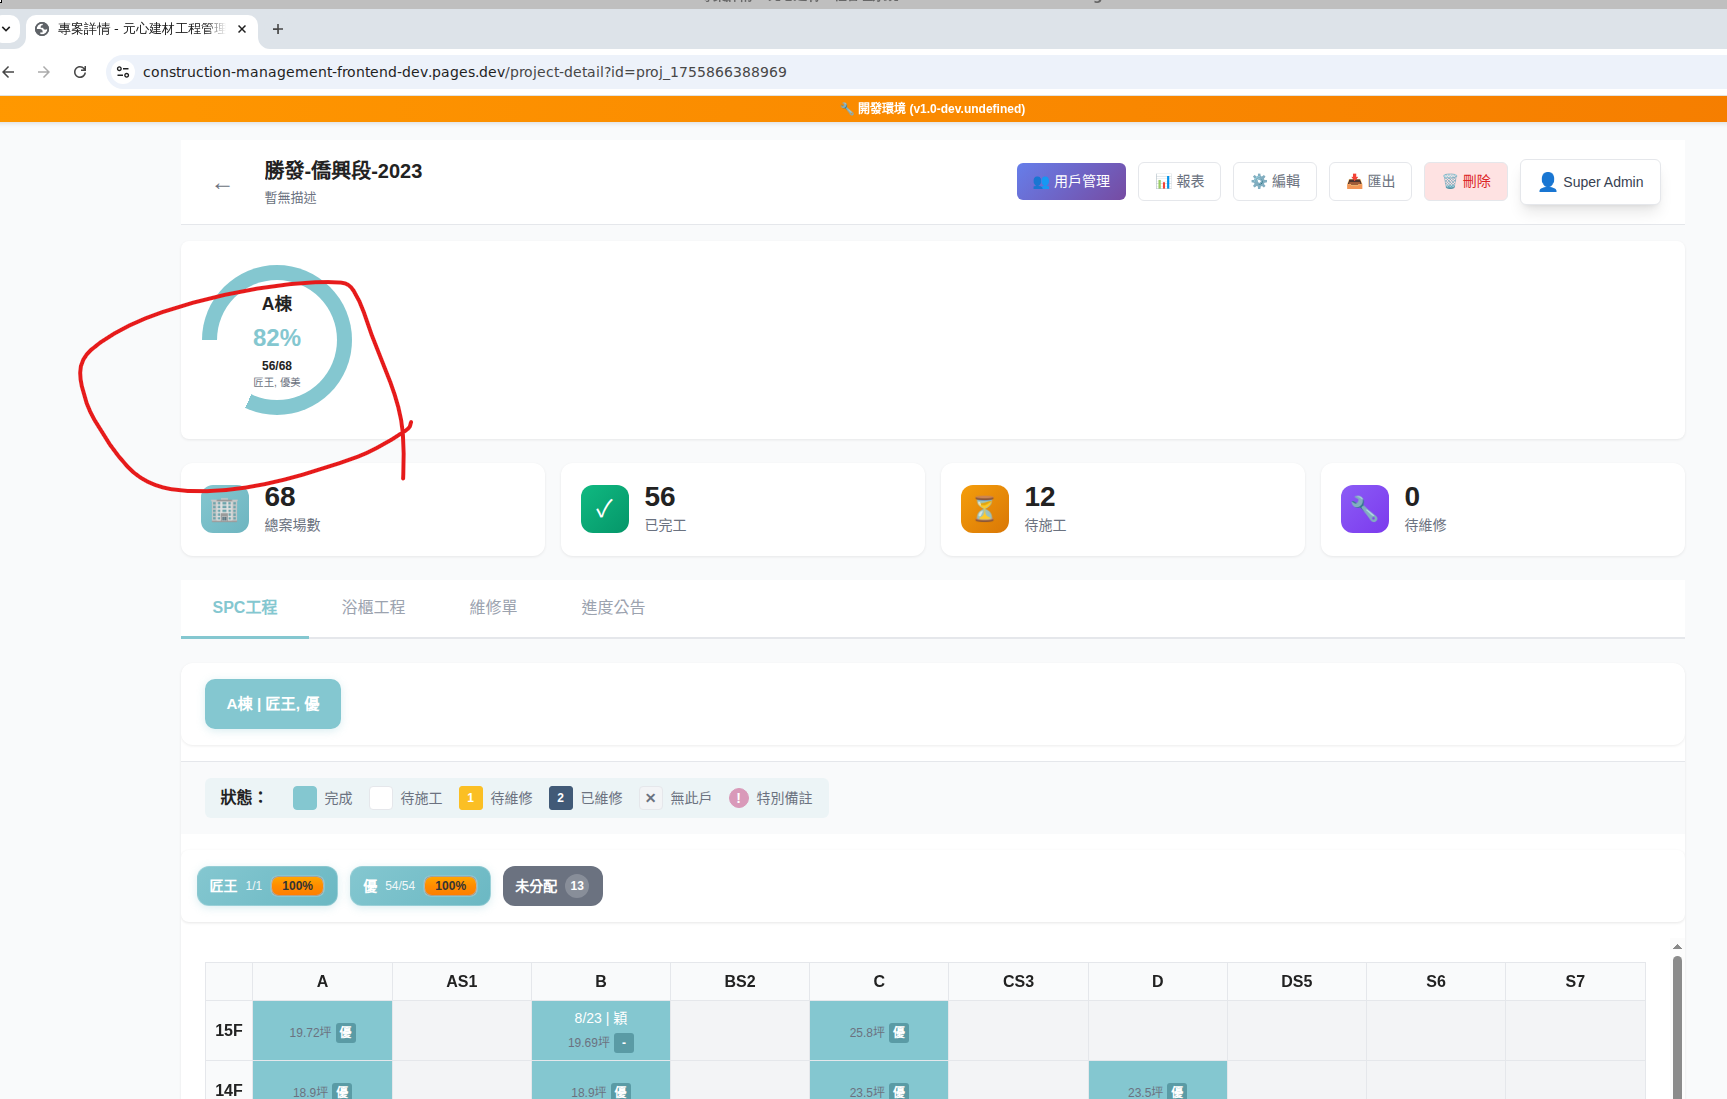 專案詳情 - 元心建材工程管理
construction-management-frontend-dev.pages.dev/project-detail?id=proj_1755866388969
🔧 開發環境 (v1.0-dev.undefined)
← 勝發-僑興段-2023
暫無描述
👥 用戶管理 📊 報表 ⚙️ 編輯 📥 匯出 🗑️ 刪除 👤 Super Admin
A棟
82%
56/68
匠王, 優美
68
總案場數
56
已完工
12
待施工
0
待維修
SPC工程 浴櫃工程 維修單 進度公告
A棟 | 匠王, 優
狀態： 完成 待施工 1 待維修 2 已維修 ✕ 無此戶 ! 特別備註
匠王 1/1 100% 優 54/54 100% 未分配 13
A AS1 B BS2 C CS3 D DS5 S6 S7
15F 19.72坪 優 8/23 | 穎 19.69坪 - 25.8坪 優
14F 18.9坪 優 18.9坪 優 23.5坪 優 23.5坪 優